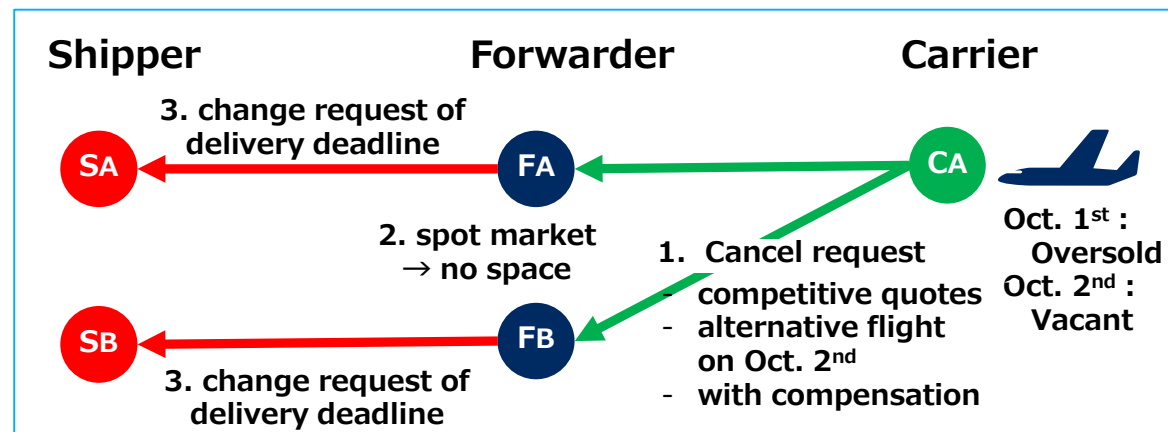 Shipper
Forwarder
Carrier
3. change request of
delivery deadline
SA
FA
CA
2. spot market
→ no space
1. Cancel request
- competitive quotes
- alternative flight
on Oct. 2nd
- with compensation
Oct. 1st :
Oversold
Oct. 2nd :
Vacant
SB
FB
3. change request of
delivery deadline